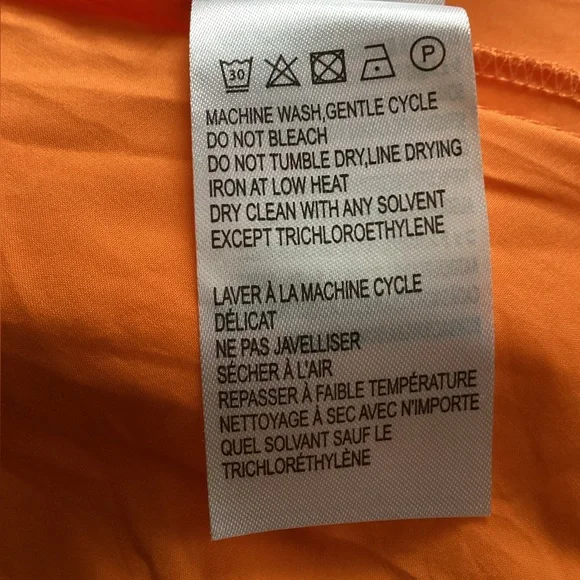 30 P
MACHINE WASH,GENTLE CYCLE
DO NOT BLEACH
DO NOT TUMBLE DRY,LINE DRYING
IRON AT LOW HEAT
DRY CLEAN WITH ANY SOLVENT
EXCEPT TRICHLOROETHYLENE
LAVER À LA MACHINE CYCLE
DÉLICAT
NE PAS JAVELLISER
SÉCHER À L'AIR
REPASSER À FAIBLE TEMPÉRATURE
NETTOYAGE À SEC AVEC N'IMPORTE
QUEL SOLVANT SAUF LE
TRICHLORÉTHYLÈNE